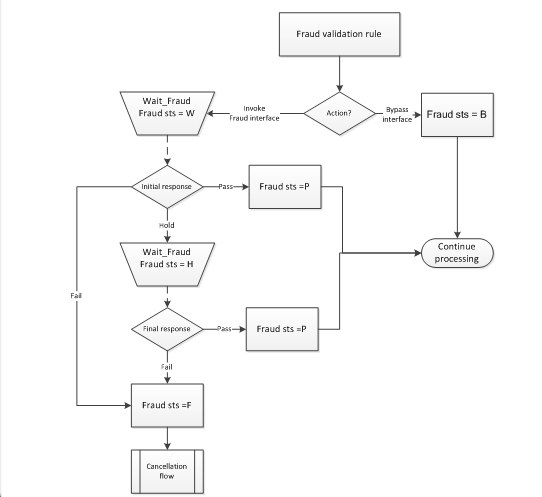 Fraud validation rule
Wait_Fraud
Fraud sts = W
Invoke
Fraud interface
Action?
Bypass
interface
Fraud sts = B
Initial response
Pass
Fraud sts =P
Hold
Wait_Fraud
Fraud sts = H
Continue
processing
Fail
Final response
Pass
Fraud sts =P
Fail
Fraud sts =F
Cancellation
flow